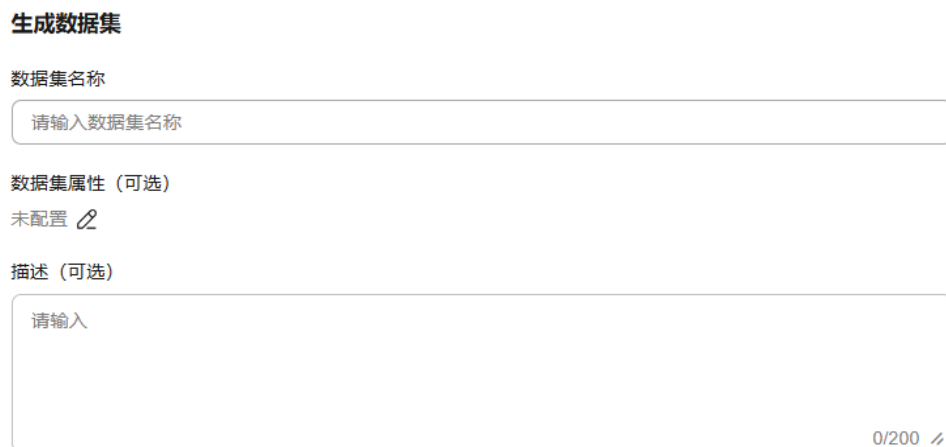 生成数据集
数据集名称
请输入数据集名称
数据集属性（可选）
未配置
描述（可选）
请输入
0/200